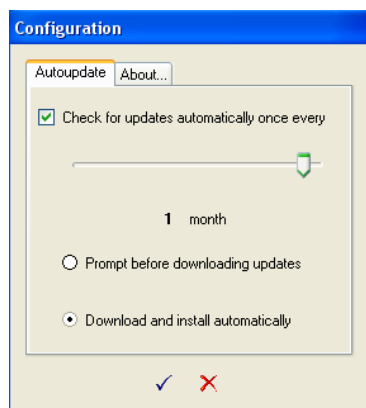 Configuration
Autoupdate About...
Check for updates automatically once every
1 month
Prompt before downloading updates
Download and install automatically